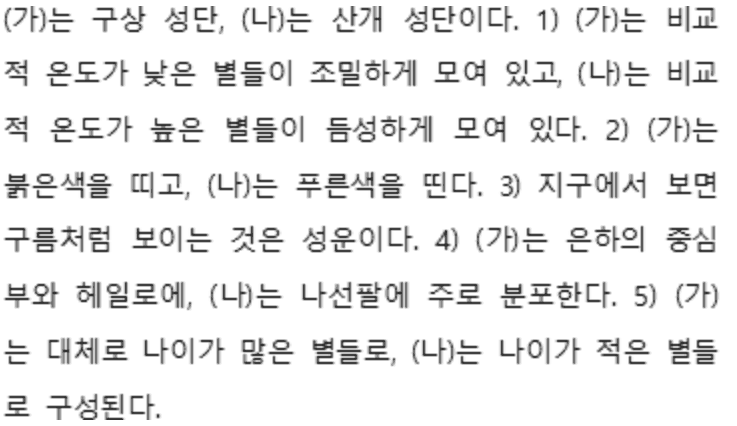 (가)는 구상 성단, (나)는 산개 성단이다. 1) (가)는 비교
적 온도가 낮은 별들이 조밀하게 모여 있고, (나)는 비교
적 온도가 높은 별들이 듬성하게 모여 있다. 2) (가)는
붉은색을 띠고, (나)는 푸른색을 띤다. 3) 지구에서 보면
구름처럼 보이는 것은 성운이다. 4) (가)는 은하의 중심
부와 헤일로에, (나)는 나선팔에 주로 분포한다. 5) (가)
는 대체로 나이가 많은 별들로, (나)는 나이가 적은 별들
로 구성된다.